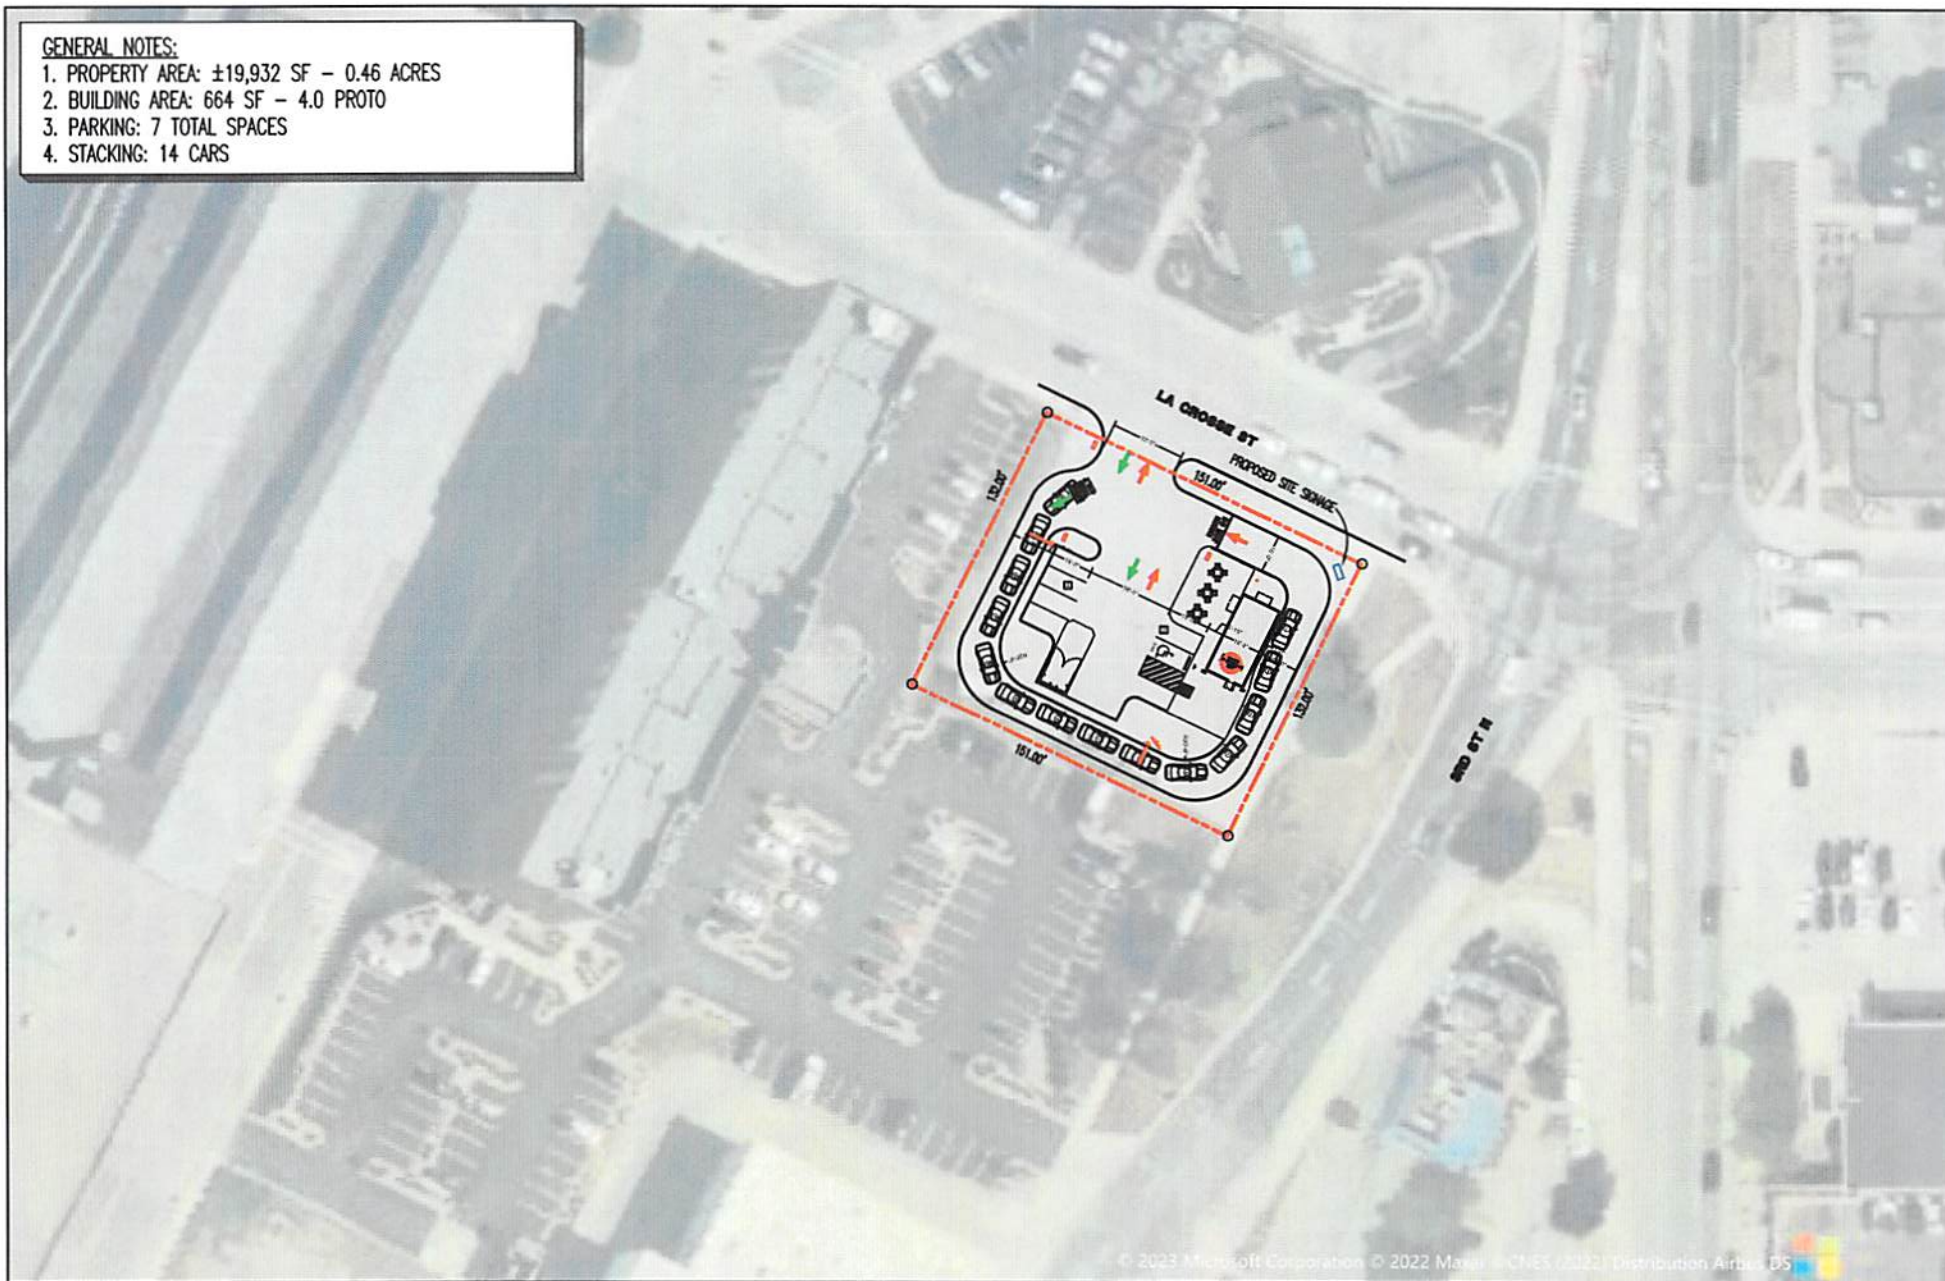 GENERAL NOTES:
1. PROPERTY AREA: ±19,932 SF – 0.46 ACRES
2. BUILDING AREA: 664 SF – 4.0 PROTO
3. PARKING: 7 TOTAL SPACES
4. STACKING: 14 CARS
LA CROSSE ST
PROPOSED SITE SIGNAGE
151.00'
132.00'
132.00'
151.00'
3RD ST N
© 2023 Microsoft Corporation © 2022 Maxar © CNES (2022) Distribution Airbus DS